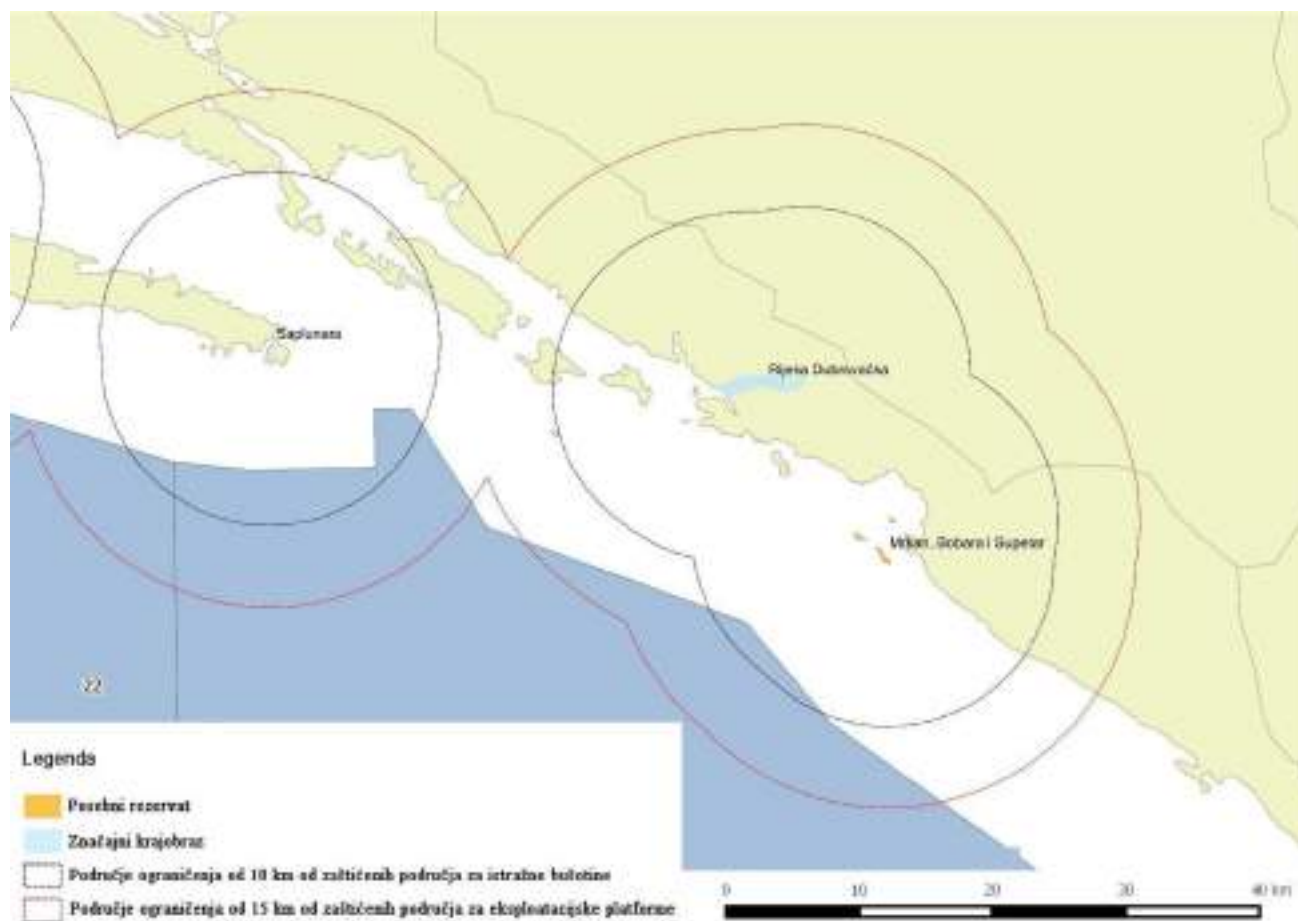 Saplunara
Rijeka Dubrovačka
Mrkan, Bobara i Supetar
22
Legenda
Posebni rezervat
Značajni krajobraz
Područje ograničenja od 10 km od zaštićenih područja za istražne bušotine
Područje ograničenja od 15 km od zaštićenih područja za eksploatacijske platforme
0 10 20 30 40 km